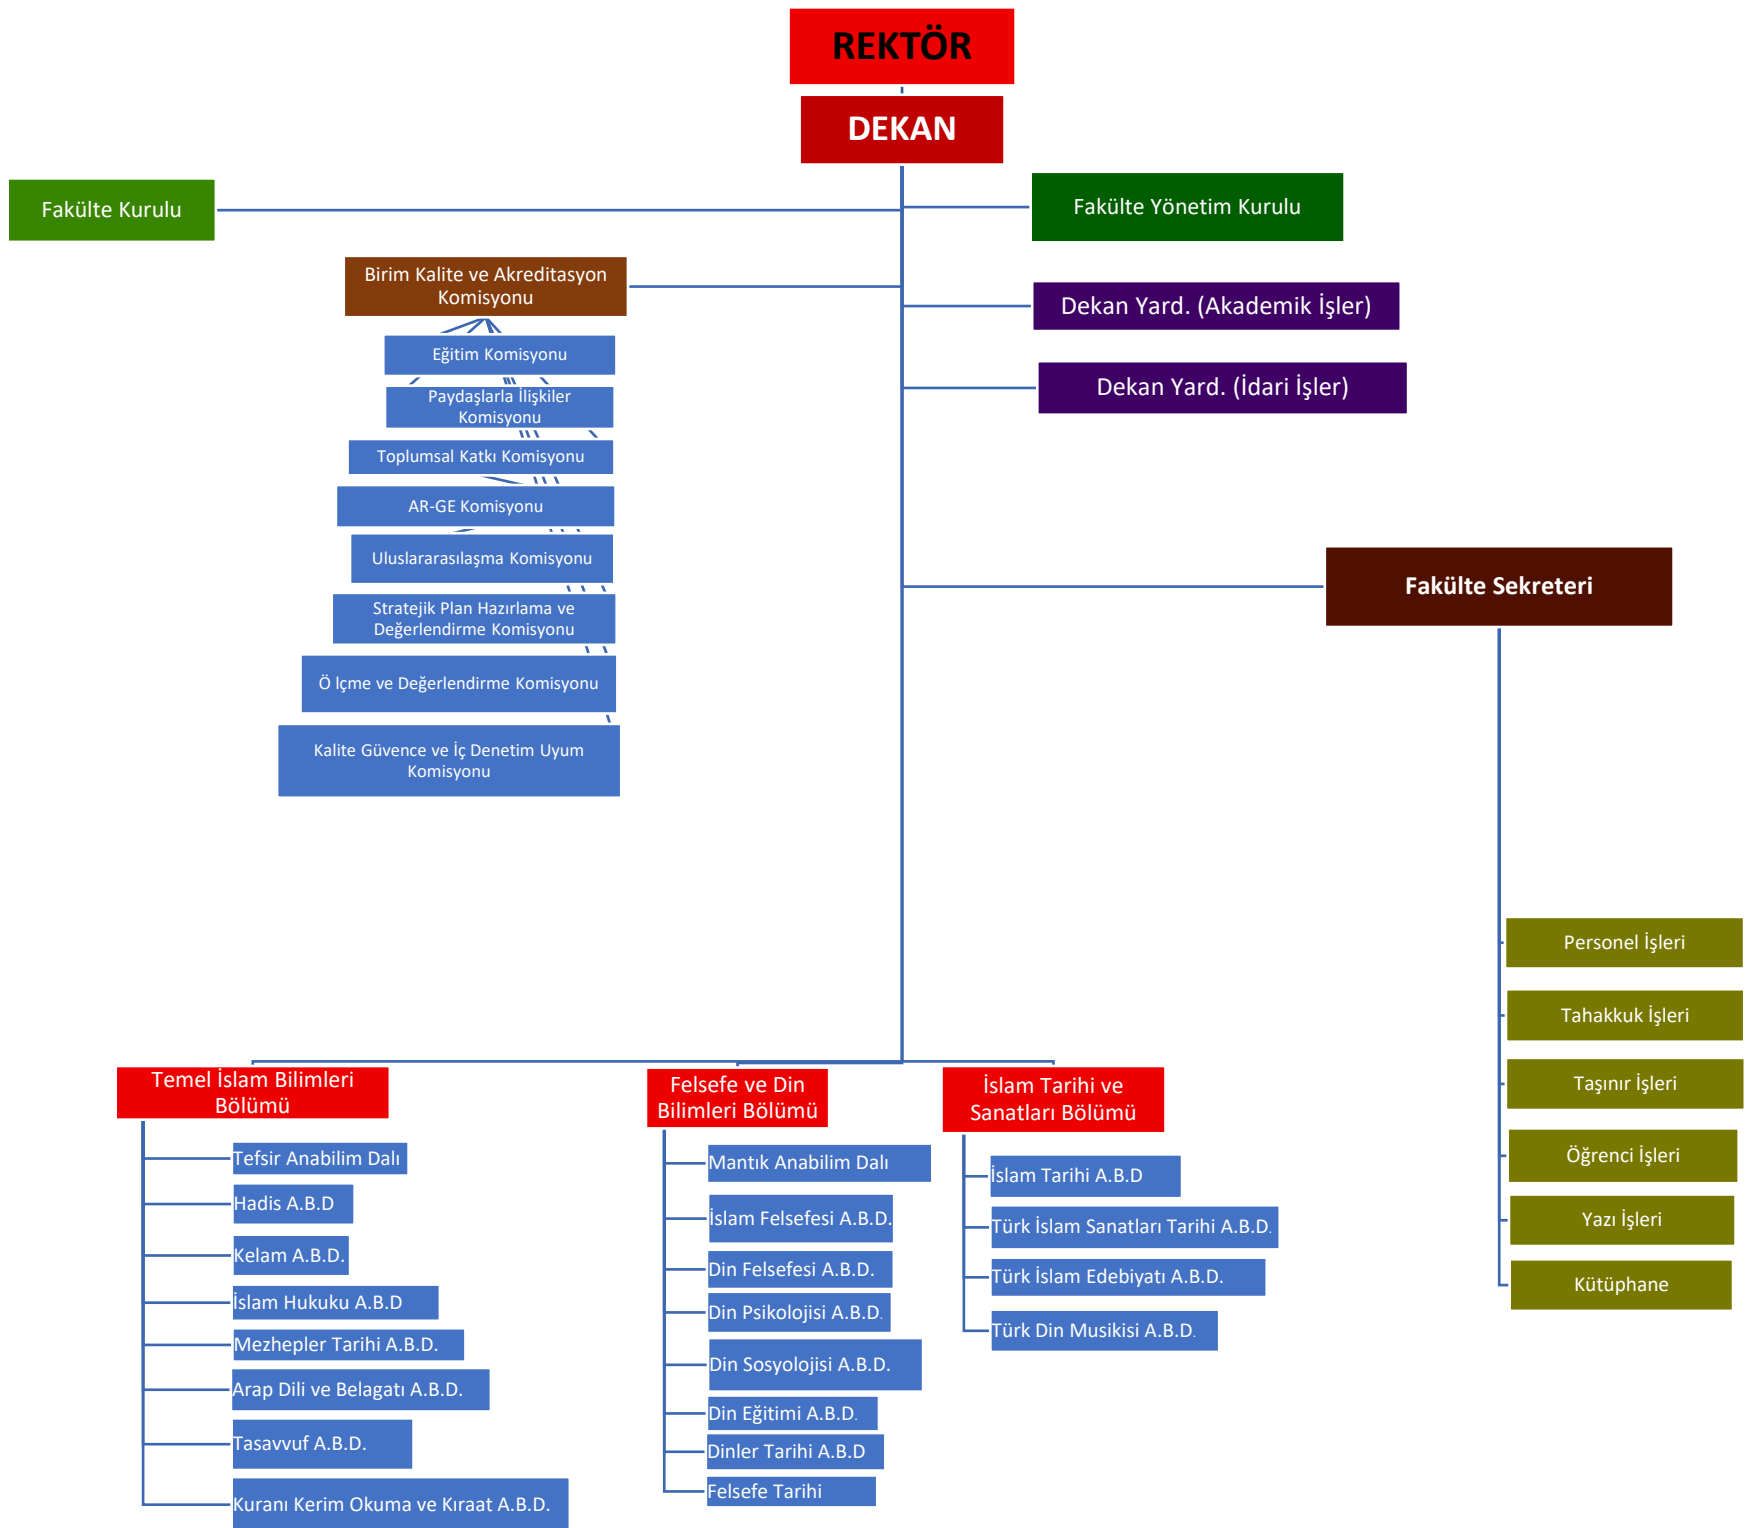 REKTÖR
DEKAN
Fakülte Kurulu
Fakülte Yönetim Kurulu
Birim Kalite ve Akreditasyon
Komisyonu
Dekan Yard. (Akademik İşler)
Eğitim Komisyonu
Paydaşlarla İlişkiler
Komisyonu
Dekan Yard. (İdari İşler)
Toplumsal Katkı Komisyonu
AR-GE Komisyonu
Uluslararasılaşma Komisyonu
Stratejik Plan Hazırlama ve
Değerlendirme Komisyonu
Ö lçme ve Değerlendirme Komisyonu
Kalite Güvence ve İç Denetim Uyum
Komisyonu
Fakülte Sekreteri
Personel İşleri
Tahakkuk İşleri
Taşınır İşleri
Öğrenci İşleri
Yazı İşleri
Kütüphane
Temel İslam Bilimleri
Bölümü
Tefsir Anabilim Dalı
Hadis A.B.D
Kelam A.B.D.
İslam Hukuku A.B.D
Mezhepler Tarihi A.B.D.
Arap Dili ve Belagatı A.B.D.
Tasavvuf A.B.D.
Kuranı Kerim Okuma ve Kıraat A.B.D.
Felsefe ve Din
Bilimleri Bölümü
Mantık Anabilim Dalı
İslam Felsefesi A.B.D.
Din Felsefesi A.B.D.
Din Psikolojisi A.B.D.
Din Sosyolojisi A.B.D.
Din Eğitimi A.B.D.
Dinler Tarihi A.B.D
Felsefe Tarihi
İslam Tarihi ve
Sanatları Bölümü
İslam Tarihi A.B.D
Türk İslam Sanatları Tarihi A.B.D.
Türk İslam Edebiyatı A.B.D.
Türk Din Musikisi A.B.D.